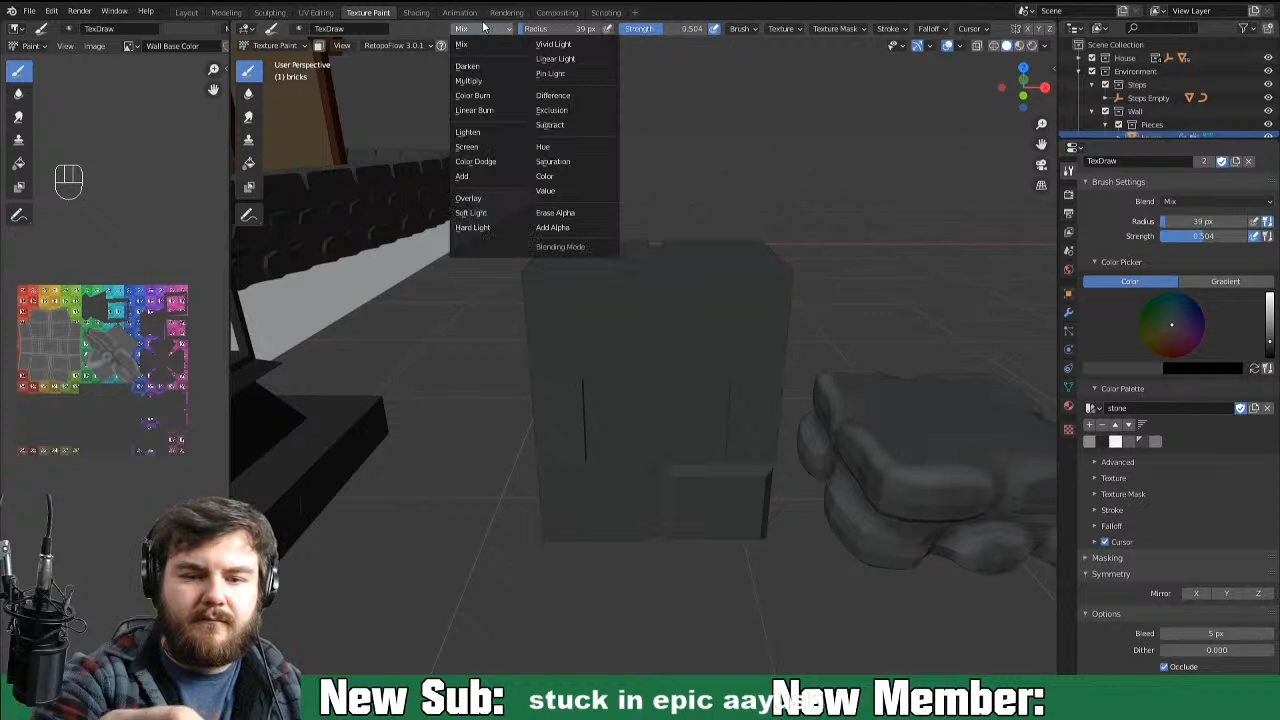 File Edit Render Window Help Layout Modeling Sculpting UV Editing Texture Paint Shading Animation Rendering Compositing Scripting + Scene View Layer
TexDraw TexDraw Mix Radius 39 px Strength 0.504 Brush Texture Texture Mask Stroke Falloff Cursor
Paint View Image Wall Base Color Texture Paint View RetopoFlow 3.0.1
User Perspective
(1) bricks
Mix
Darken
Multiply
Color Burn
Linear Burn
Lighten
Screen
Color Dodge
Add
Overlay
Soft Light
Hard Light
Vivid Light
Linear Light
Pin Light
Difference
Exclusion
Subtract
Hue
Saturation
Color
Value
Erase Alpha
Add Alpha
Blending Mode
Scene Collection
House
Environment
Steps
Steps Empty
Wall
Pieces
TexDraw 2
Brush Settings
Blend Mix
Radius 39 px
Strength 0.504
Color Picker
Color Gradient
Color Palette
stone
Advanced
Texture
Texture Mask
Stroke
Falloff
Cursor
Masking
Symmetry
Mirror X Y Z
Options
Bleed 5 px
Dither 0.000
Occlude
New Sub: stuck in epic aayu New Member: